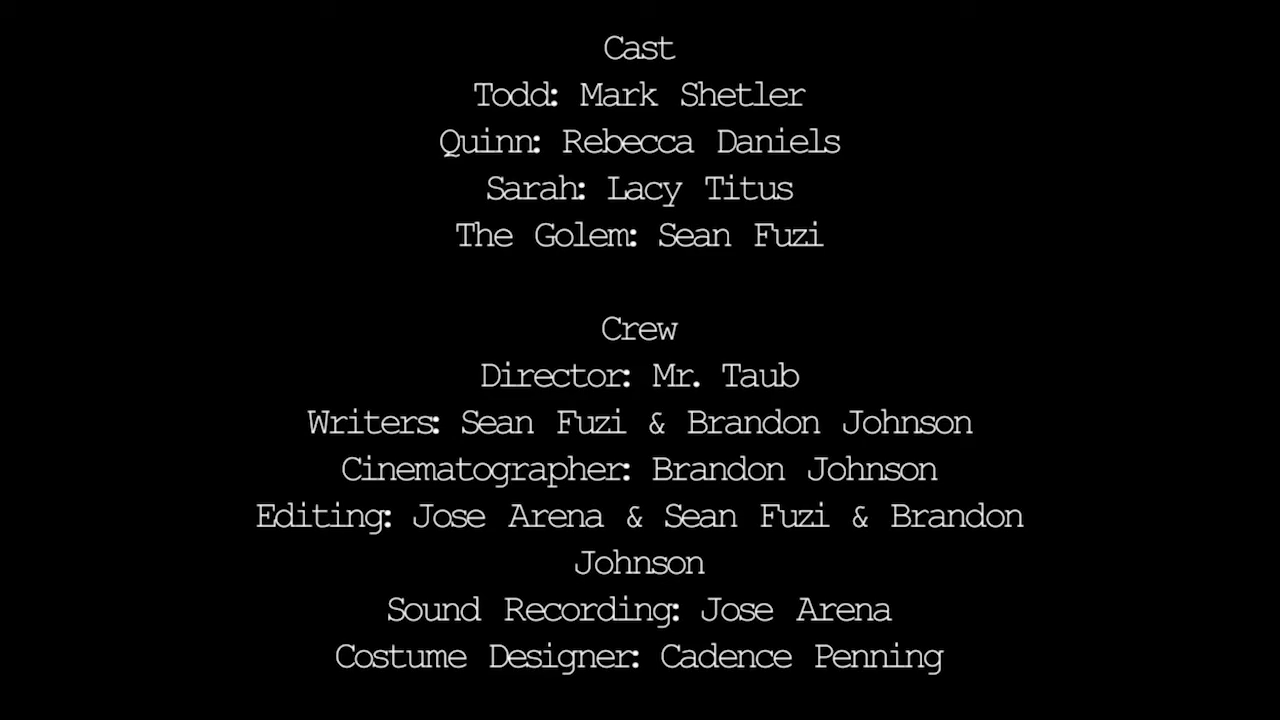 Cast
Todd: Mark Shetler
Quinn: Rebecca Daniels
Sarah: Lacy Titus
The Golem: Sean Fuzi
Crew
Director: Mr. Taub
Writers: Sean Fuzi & Brandon Johnson
Cinematographer: Brandon Johnson
Editing: Jose Arena & Sean Fuzi & Brandon
Johnson
Sound Recording: Jose Arena
Costume Designer: Cadence Penning